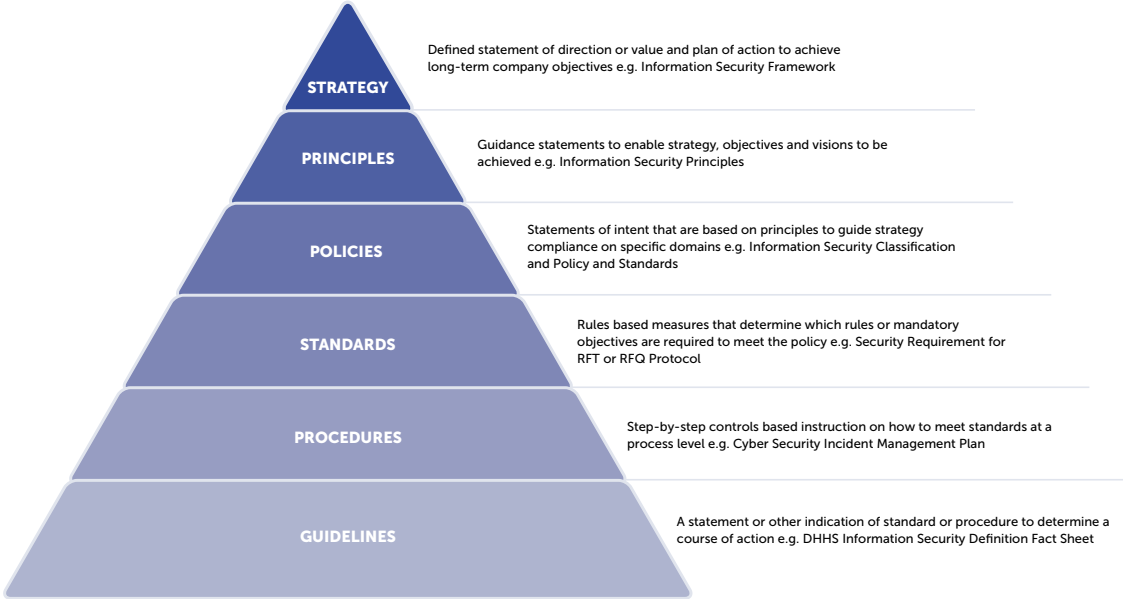 STRATEGY
Defined statement of direction or value and plan of action to achieve
long-term company objectives e.g. Information Security Framework
PRINCIPLES
Guidance statements to enable strategy, objectives and visions to be
achieved e.g. Information Security Principles
POLICIES
Statements of intent that are based on principles to guide strategy
compliance on specific domains e.g. Information Security Classification
and Policy and Standards
STANDARDS
Rules based measures that determine which rules or mandatory
objectives are required to meet the policy e.g. Security Requirement for
RFT or RFQ Protocol
PROCEDURES
Step-by-step controls based instruction on how to meet standards at a
process level e.g. Cyber Security Incident Management Plan
GUIDELINES
A statement or other indication of standard or procedure to determine a
course of action e.g. DHHS Information Security Definition Fact Sheet